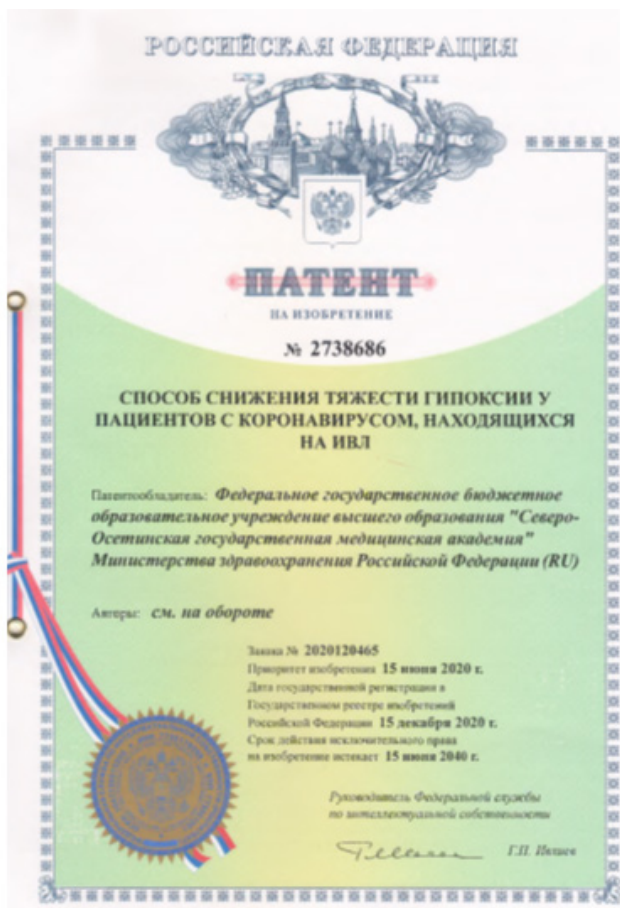 РОССИЙСКАЯ ФЕДЕРАЦИЯ
ПАТЕНТ
НА ИЗОБРЕТЕНИЕ
№ 2738686
СПОСОБ СНИЖЕНИЯ ТЯЖЕСТИ ГИПОКСИИ У
ПАЦИЕНТОВ С КОРОНАВИРУСОМ, НАХОДЯЩИХСЯ
НА ИВЛ
Патентообладатель: Федеральное государственное бюджетное
образовательное учреждение высшего образования "Северо-
Осетинская государственная медицинская академия"
Министерства здравоохранения Российской Федерации (RU)
Авторы: см. на обороте
Заявка № 2020120465
Приоритет изобретения 15 июня 2020 г.
Дата государственной регистрации в
Государственном реестре изобретений
Российской Федерации 15 декабря 2020 г.
Срок действия исключительного права
на изобретение истекает 15 июня 2040 г.
Руководитель Федеральной службы
по интеллектуальной собственности
Г.П. Ивлиев